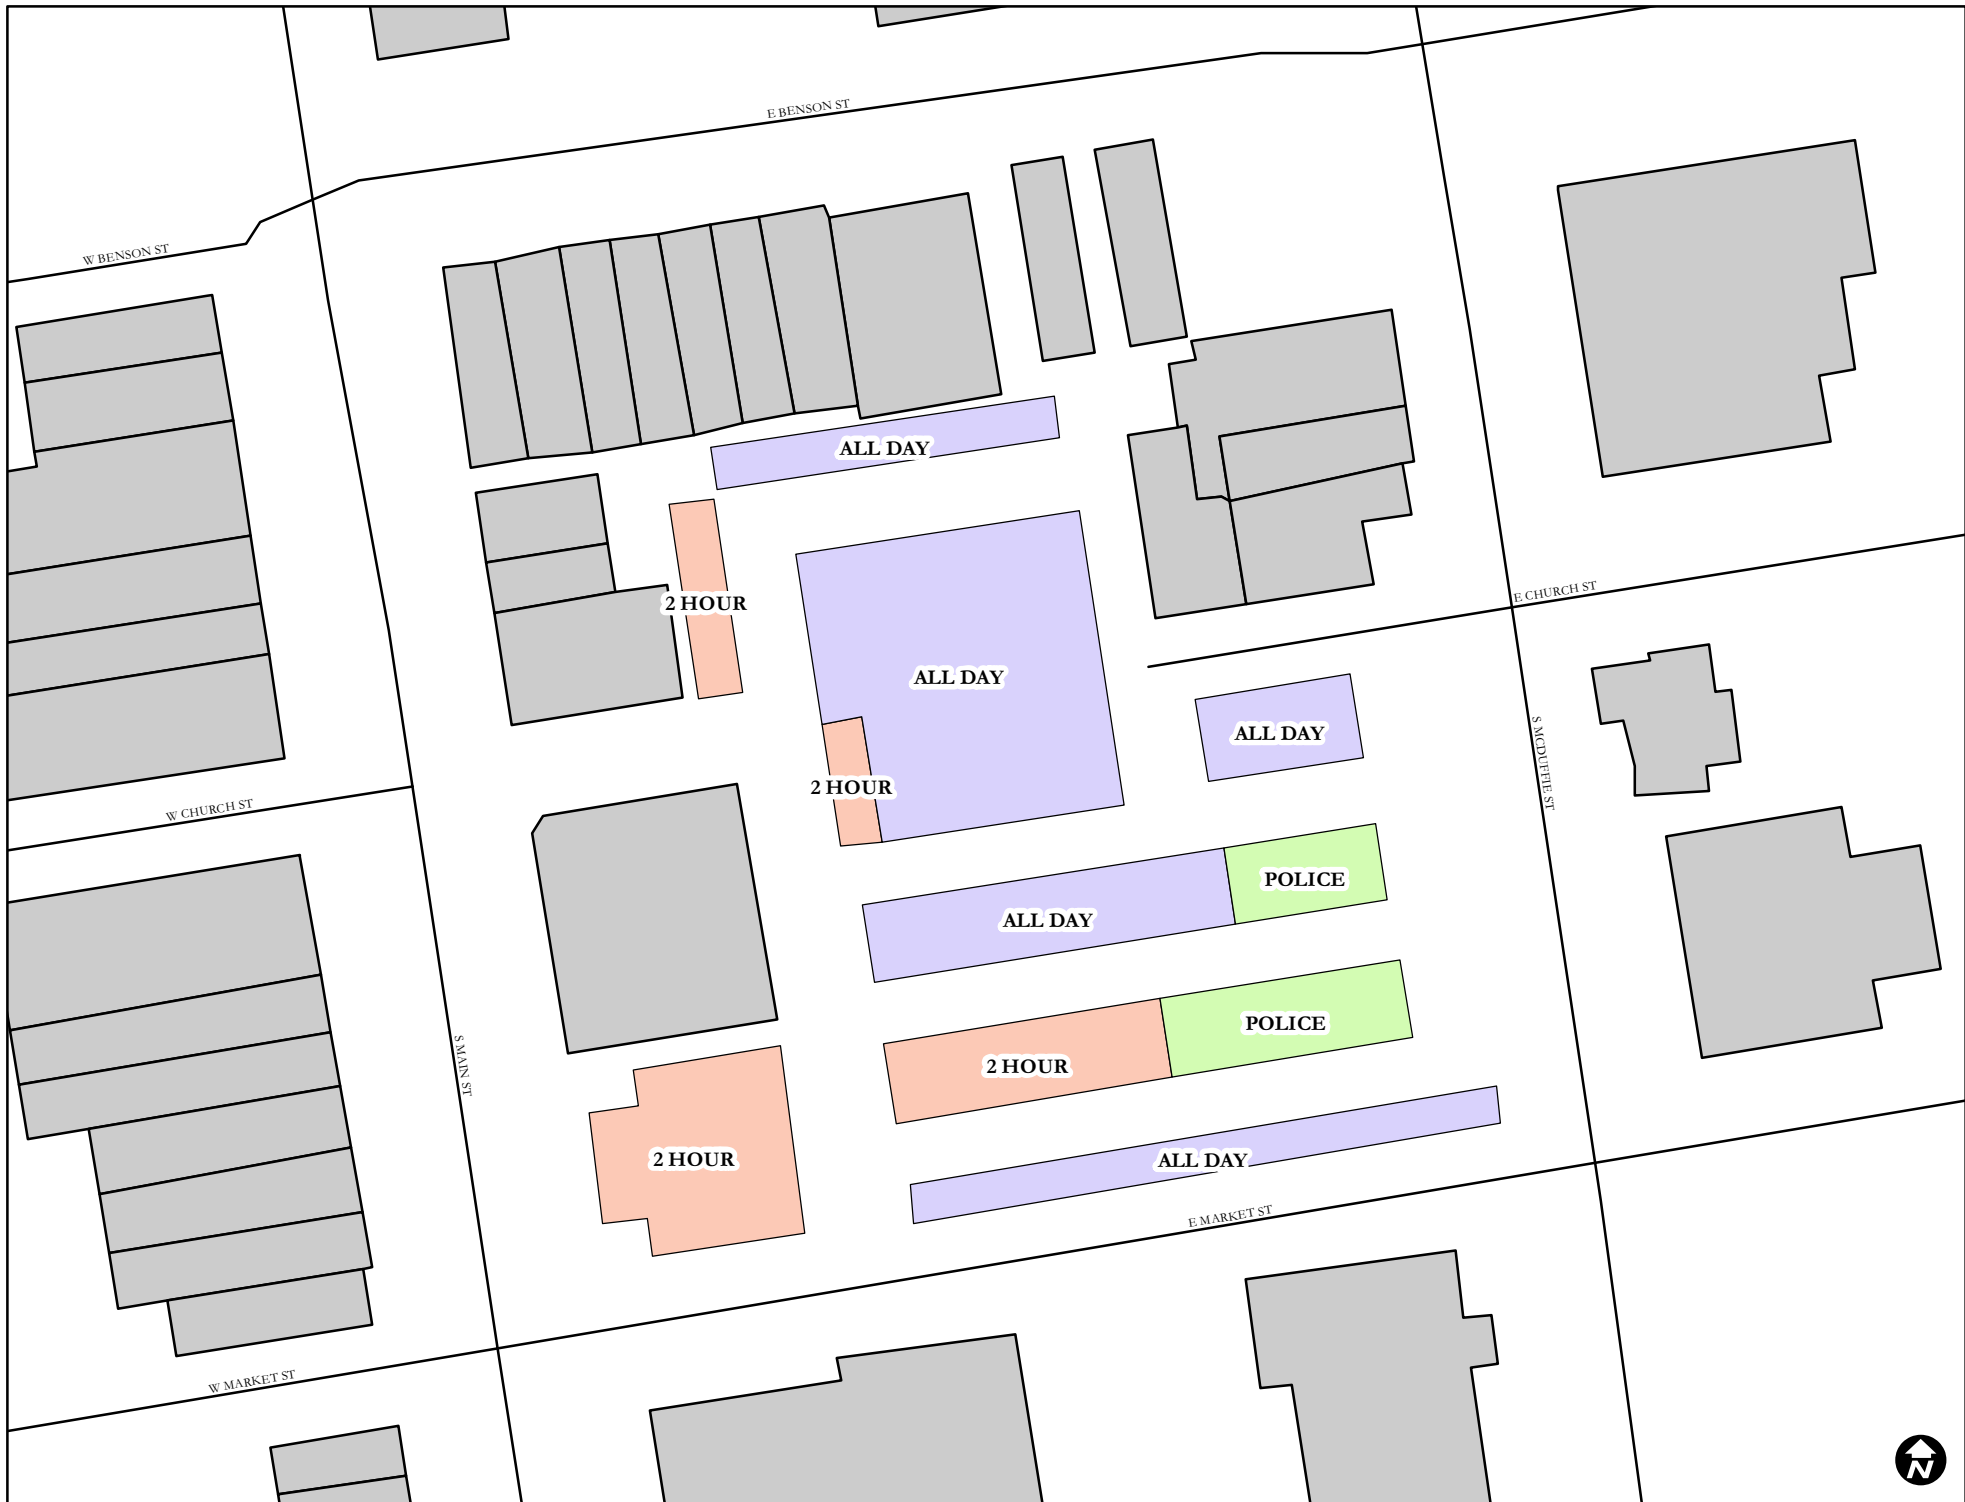 E BENSON ST
W BENSON ST
ALL DAY
2 HOUR
E CHURCH ST
ALL DAY
ALL DAY
S MCDUFFIE ST
2 HOUR
W CHURCH ST
POLICE
ALL DAY
POLICE
S MAIN ST
2 HOUR
2 HOUR
ALL DAY
E MARKET ST
W MARKET ST
N